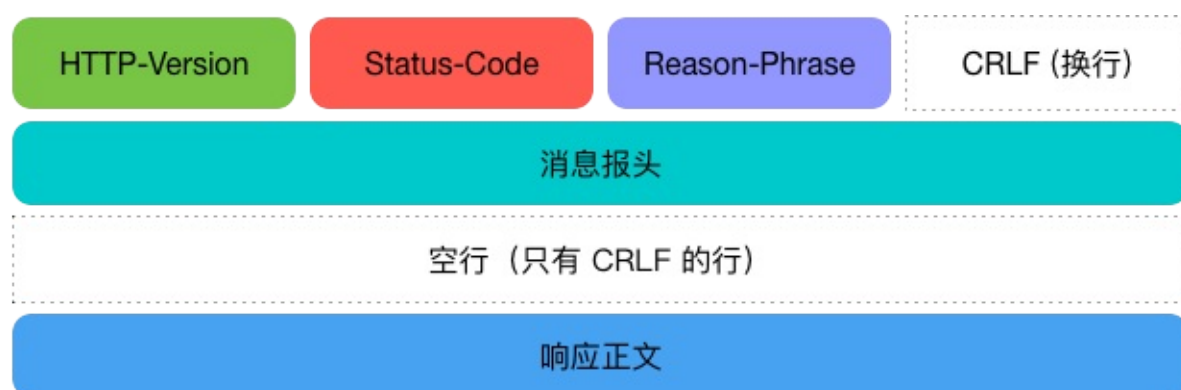 HTTP-Version Status-Code Reason-Phrase CRLF (换行)
消息报头
空行（只有 CRLF 的行）
响应正文